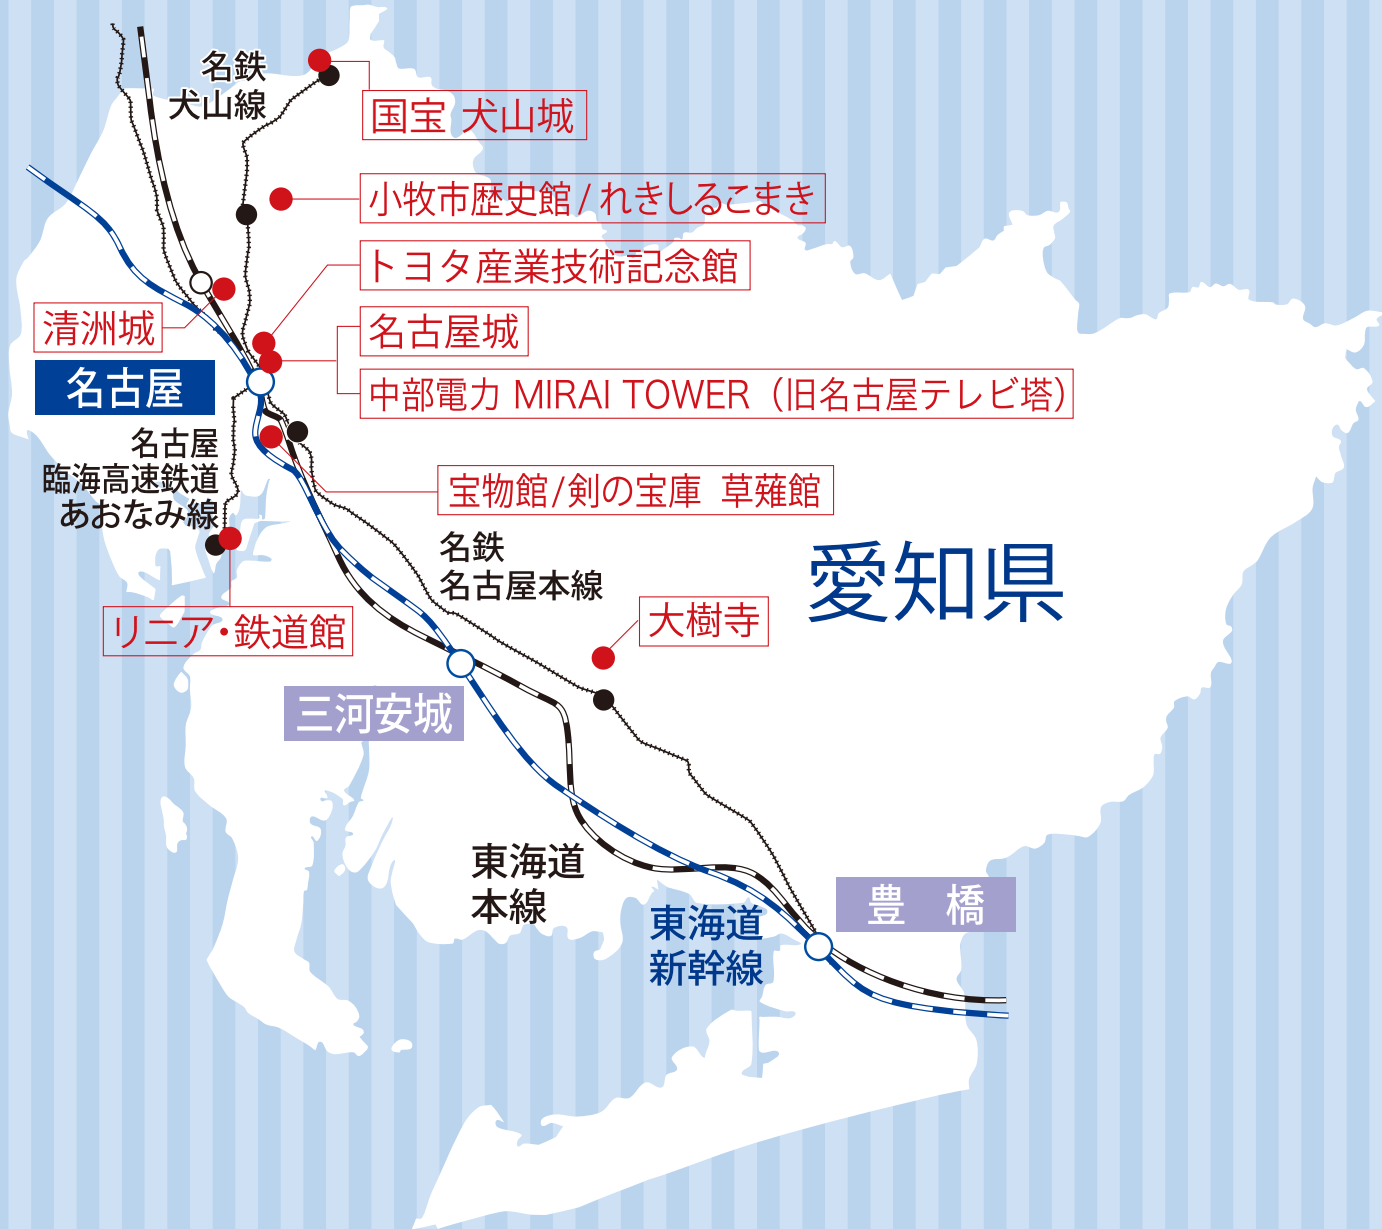 名鉄
犬山線
国宝 犬山城
小牧市歴史館/れきしるこまき
トヨタ産業技術記念館
清洲城
名古屋城
名古屋
中部電力 MIRAI TOWER（旧名古屋テレビ塔）
名古屋
臨海高速鉄道
あおなみ線
宝物館/剣の宝庫 草薙館
名鉄
名古屋本線
愛知県
リニア・鉄道館
大樹寺
三河安城
東海道
本線
豊 橋
東海道
新幹線